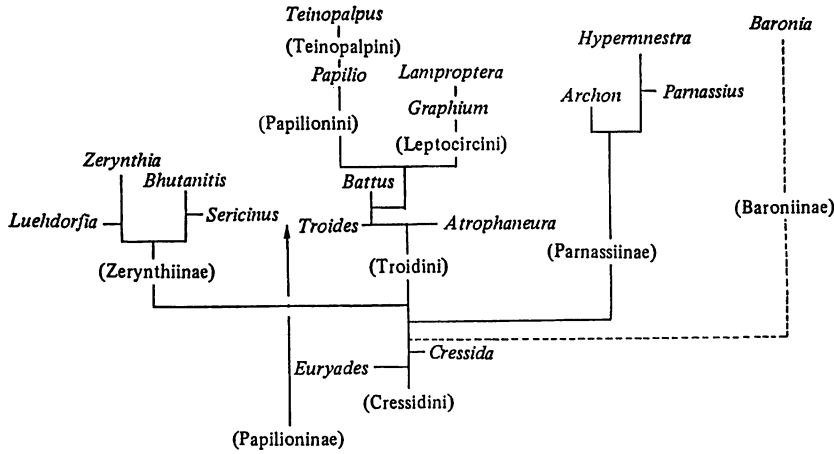 Teinopalpus
(Teinopalpini)
Papilio
Lamproptera
Graphium
(Papilionini)
(Leptocircini)
Hypermnestra
Archon
Parnassius
Baronia
Zerynthia
Bhutanitis
Luehdorfia
Sericinus
Battus
Troides
Atrophaneura
(Zerynthiinae)
(Troidini)
(Parnassiinae)
(Baroniinae)
Cressida
Euryades
(Cressidini)
(Papilioninae)